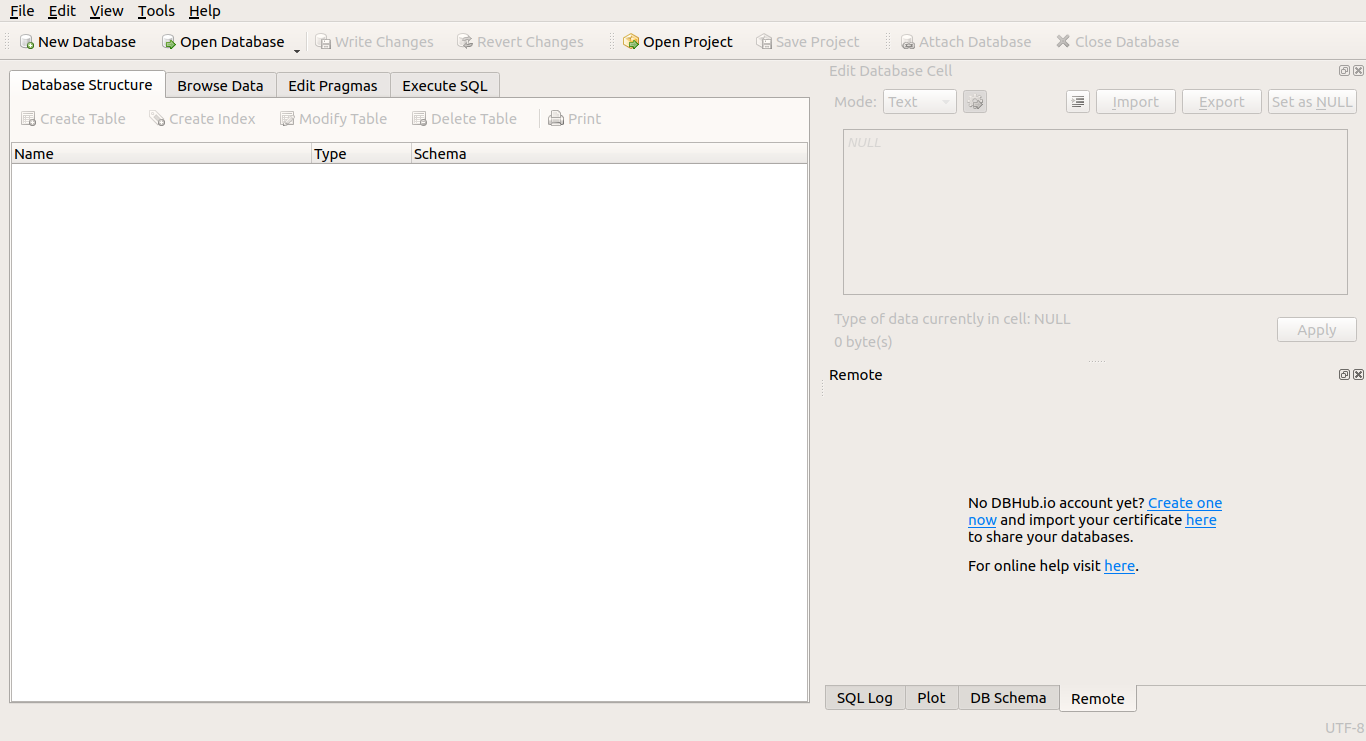 File Edit View Tools Help
New Database Open Database Write Changes Revert Changes Open Project Save Project Attach Database Close Database
Database Structure Browse Data Edit Pragmas Execute SQL
Create Table Create Index Modify Table Delete Table Print
Name Type Schema
Edit Database Cell
Mode: Text Import Export Set as NULL
NULL
Type of data currently in cell: NULL
0 byte(s)
Apply
Remote
No DBHub.io account yet? Create one
now and import your certificate here
to share your databases.
For online help visit here.
SQL Log Plot DB Schema Remote
UTF-8